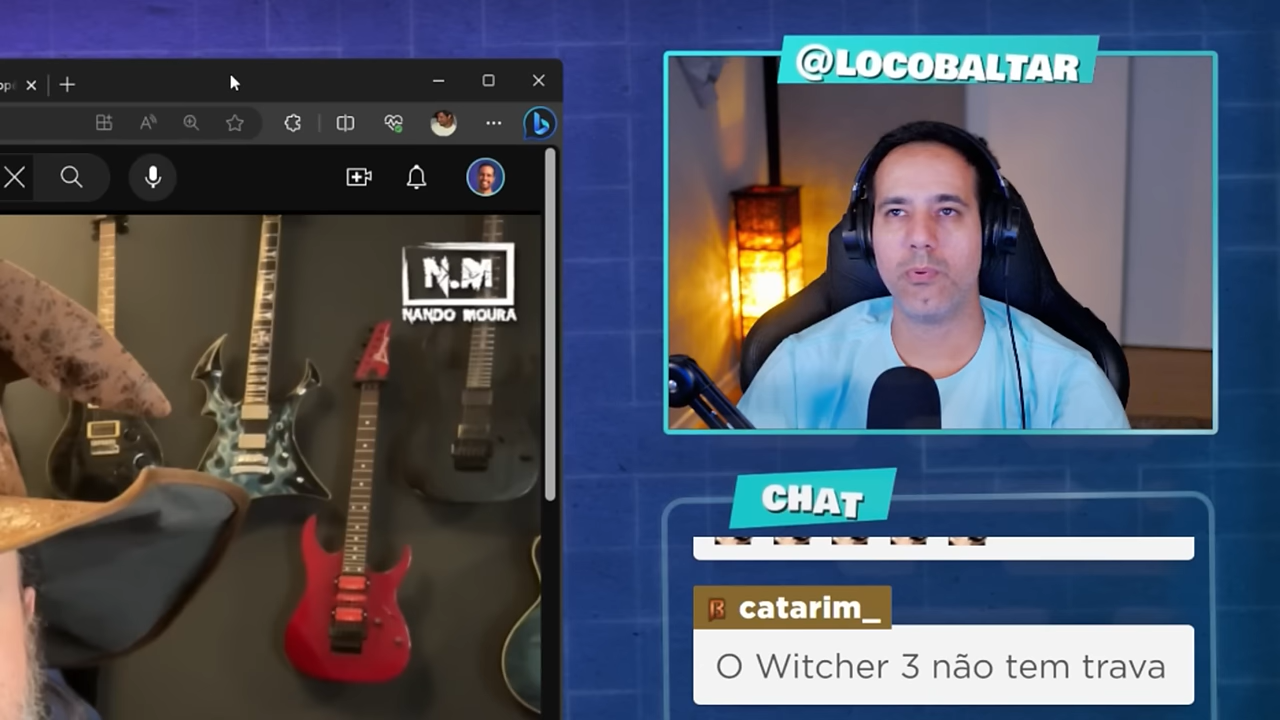 @LOCOBALTAR
N.M
NANDO MOURA
CHAT
catarim_
O Witcher 3 não tem trava